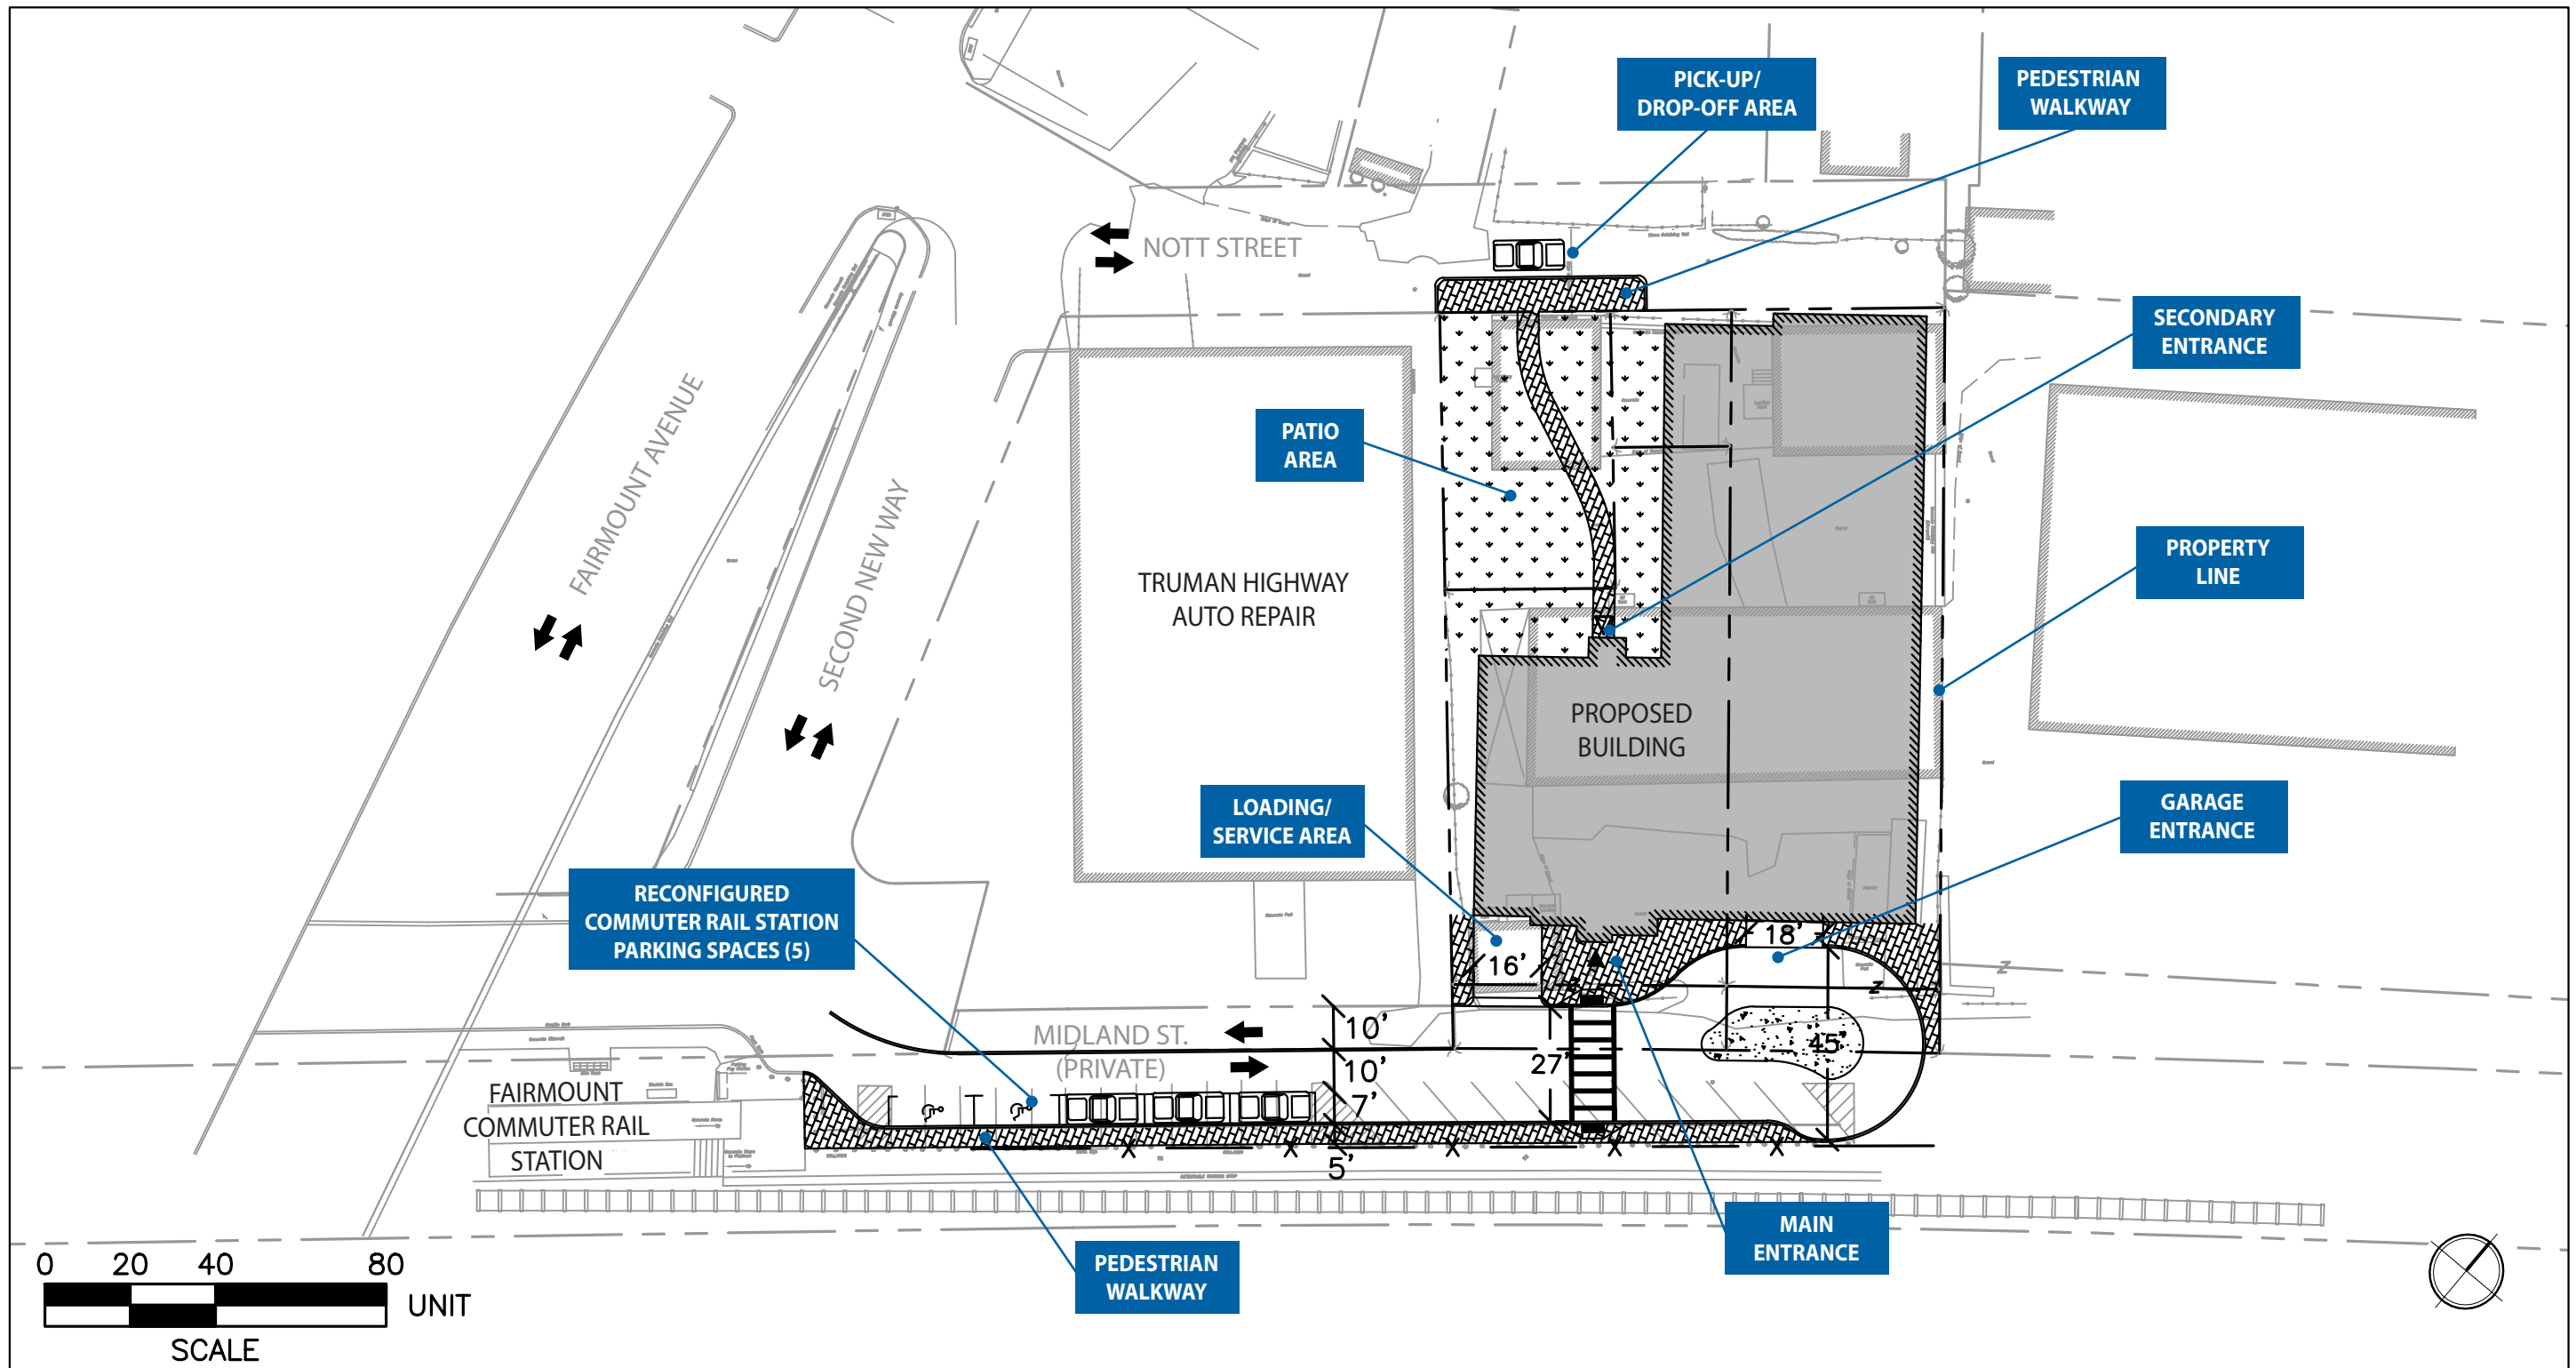 PICK-UP/
DROP-OFF AREA
PEDESTRIAN
WALKWAY
NOTT STREET
SECONDARY
ENTRANCE
PATIO
AREA
FAIRMOUNT AVENUE
SECOND NEW WAY
TRUMAN HIGHWAY
AUTO REPAIR
PROPERTY
LINE
PROPOSED
BUILDING
LOADING/
SERVICE AREA
GARAGE
ENTRANCE
RECONFIGURED
COMMUTER RAIL STATION
PARKING SPACES (5)
18'
16'
MIDLAND ST.
(PRIVATE)
10'
10'
7'
5'
27'
45'
FAIRMOUNT
COMMUTER RAIL
STATION
MAIN
ENTRANCE
PEDESTRIAN
WALKWAY
0 20 40 80
UNIT
SCALE